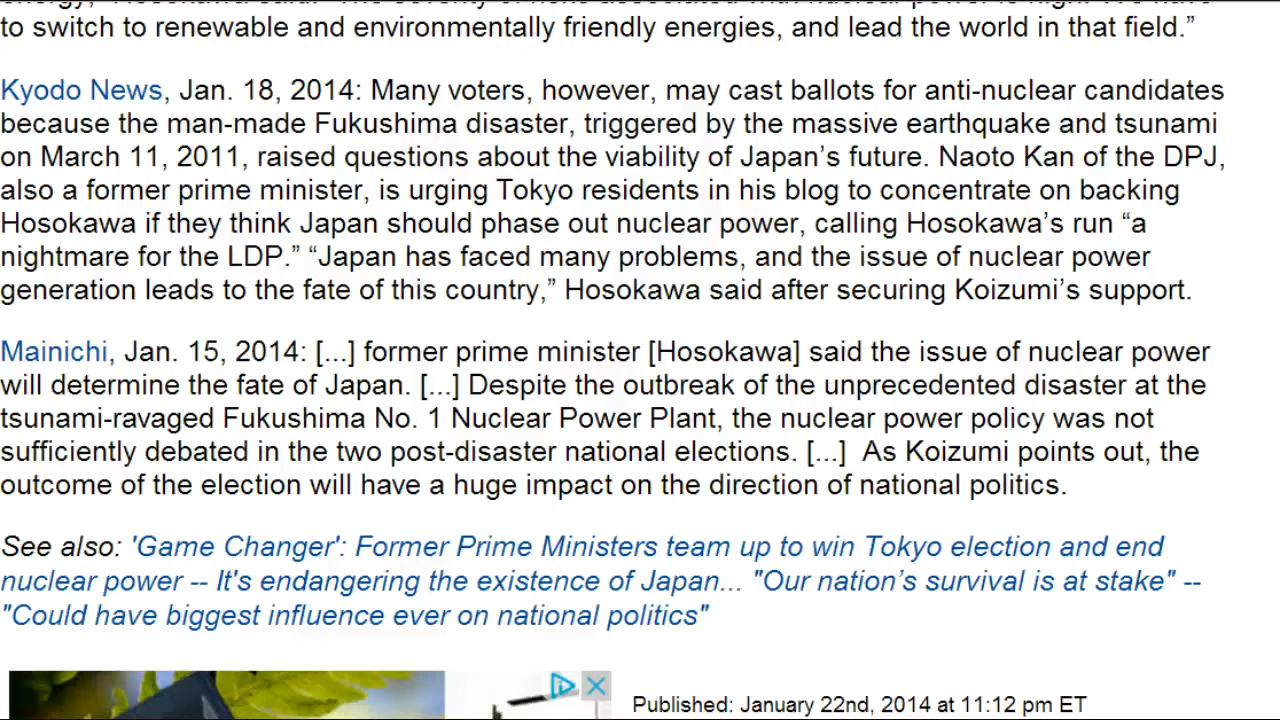 to switch to renewable and environmentally friendly energies, and lead the world in that field.”
Kyodo News, Jan. 18, 2014: Many voters, however, may cast ballots for anti-nuclear candidates
because the man-made Fukushima disaster, triggered by the massive earthquake and tsunami
on March 11, 2011, raised questions about the viability of Japan’s future. Naoto Kan of the DPJ,
also a former prime minister, is urging Tokyo residents in his blog to concentrate on backing
Hosokawa if they think Japan should phase out nuclear power, calling Hosokawa’s run “a
nightmare for the LDP.” “Japan has faced many problems, and the issue of nuclear power
generation leads to the fate of this country,” Hosokawa said after securing Koizumi’s support.
Mainichi, Jan. 15, 2014: [...] former prime minister [Hosokawa] said the issue of nuclear power
will determine the fate of Japan. [...] Despite the outbreak of the unprecedented disaster at the
tsunami-ravaged Fukushima No. 1 Nuclear Power Plant, the nuclear power policy was not
sufficiently debated in the two post-disaster national elections. [...]  As Koizumi points out, the
outcome of the election will have a huge impact on the direction of national politics.
See also: 'Game Changer': Former Prime Ministers team up to win Tokyo election and end
nuclear power -- It's endangering the existence of Japan... "Our nation’s survival is at stake" --
"Could have biggest influence ever on national politics"
Published: January 22nd, 2014 at 11:12 pm ET